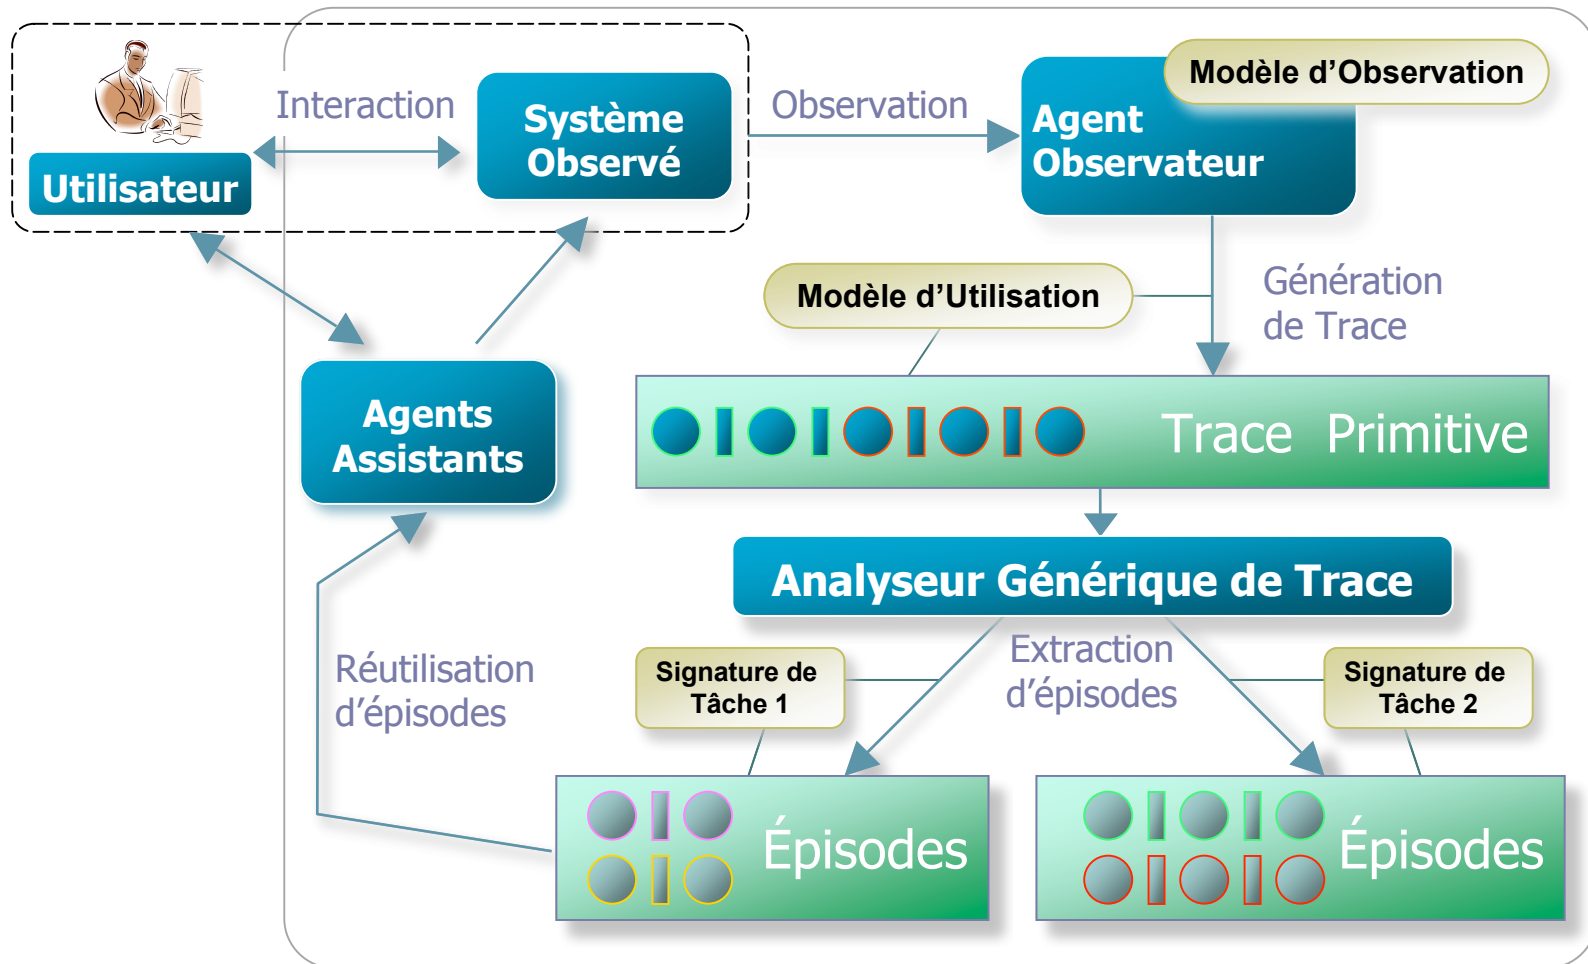 Modèle d’Observation
Interaction
Observation
Système
Observé
Agent
Observateur
Utilisateur
Modèle d’Utilisation
Génération
de Trace
Agents
Assistants
Trace Primitive
Analyseur Générique de Trace
Réutilisation
d’épisodes
Signature de
Tâche 1
Extraction
d’épisodes
Signature de
Tâche 2
Épisodes
Épisodes